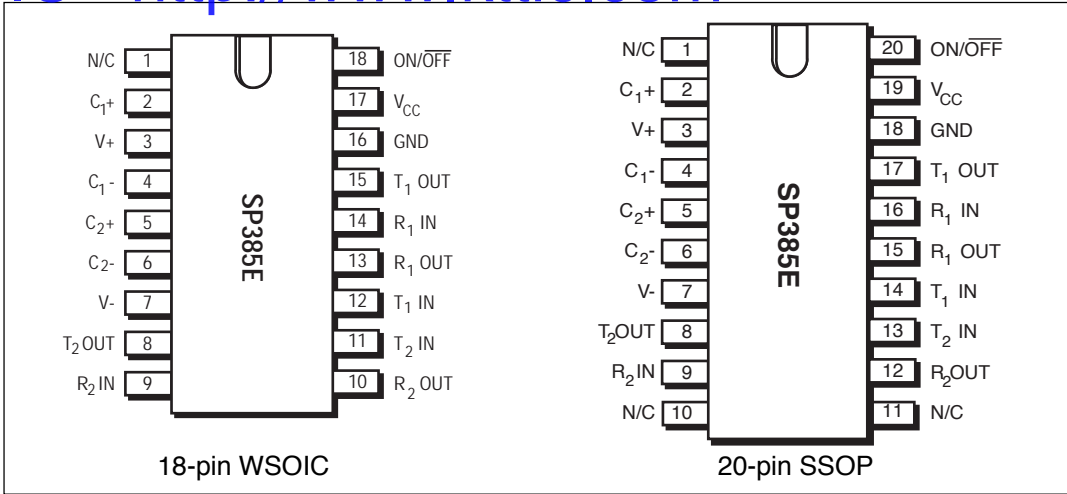 N/C 1 18 ON/OFF
C1+ 2 17 VCC
V+ 3 16 GND
C1- 4 15 T1 OUT
C2+ 5 14 R1 IN
C2- 6 13 R1 OUT
V- 7 12 T1 IN
T2 OUT 8 11 T2 IN
R2 IN 9 10 R2 OUT
SP385E
18-pin WSOIC
N/C 1 20 ON/OFF
C1+ 2 19 VCC
V+ 3 18 GND
C1- 4 17 T1 OUT
C2+ 5 16 R1 IN
C2- 6 15 R1 OUT
V- 7 14 T1 IN
T2OUT 8 13 T2 IN
R2IN 9 12 R2OUT
N/C 10 11 N/C
SP385E
20-pin SSOP